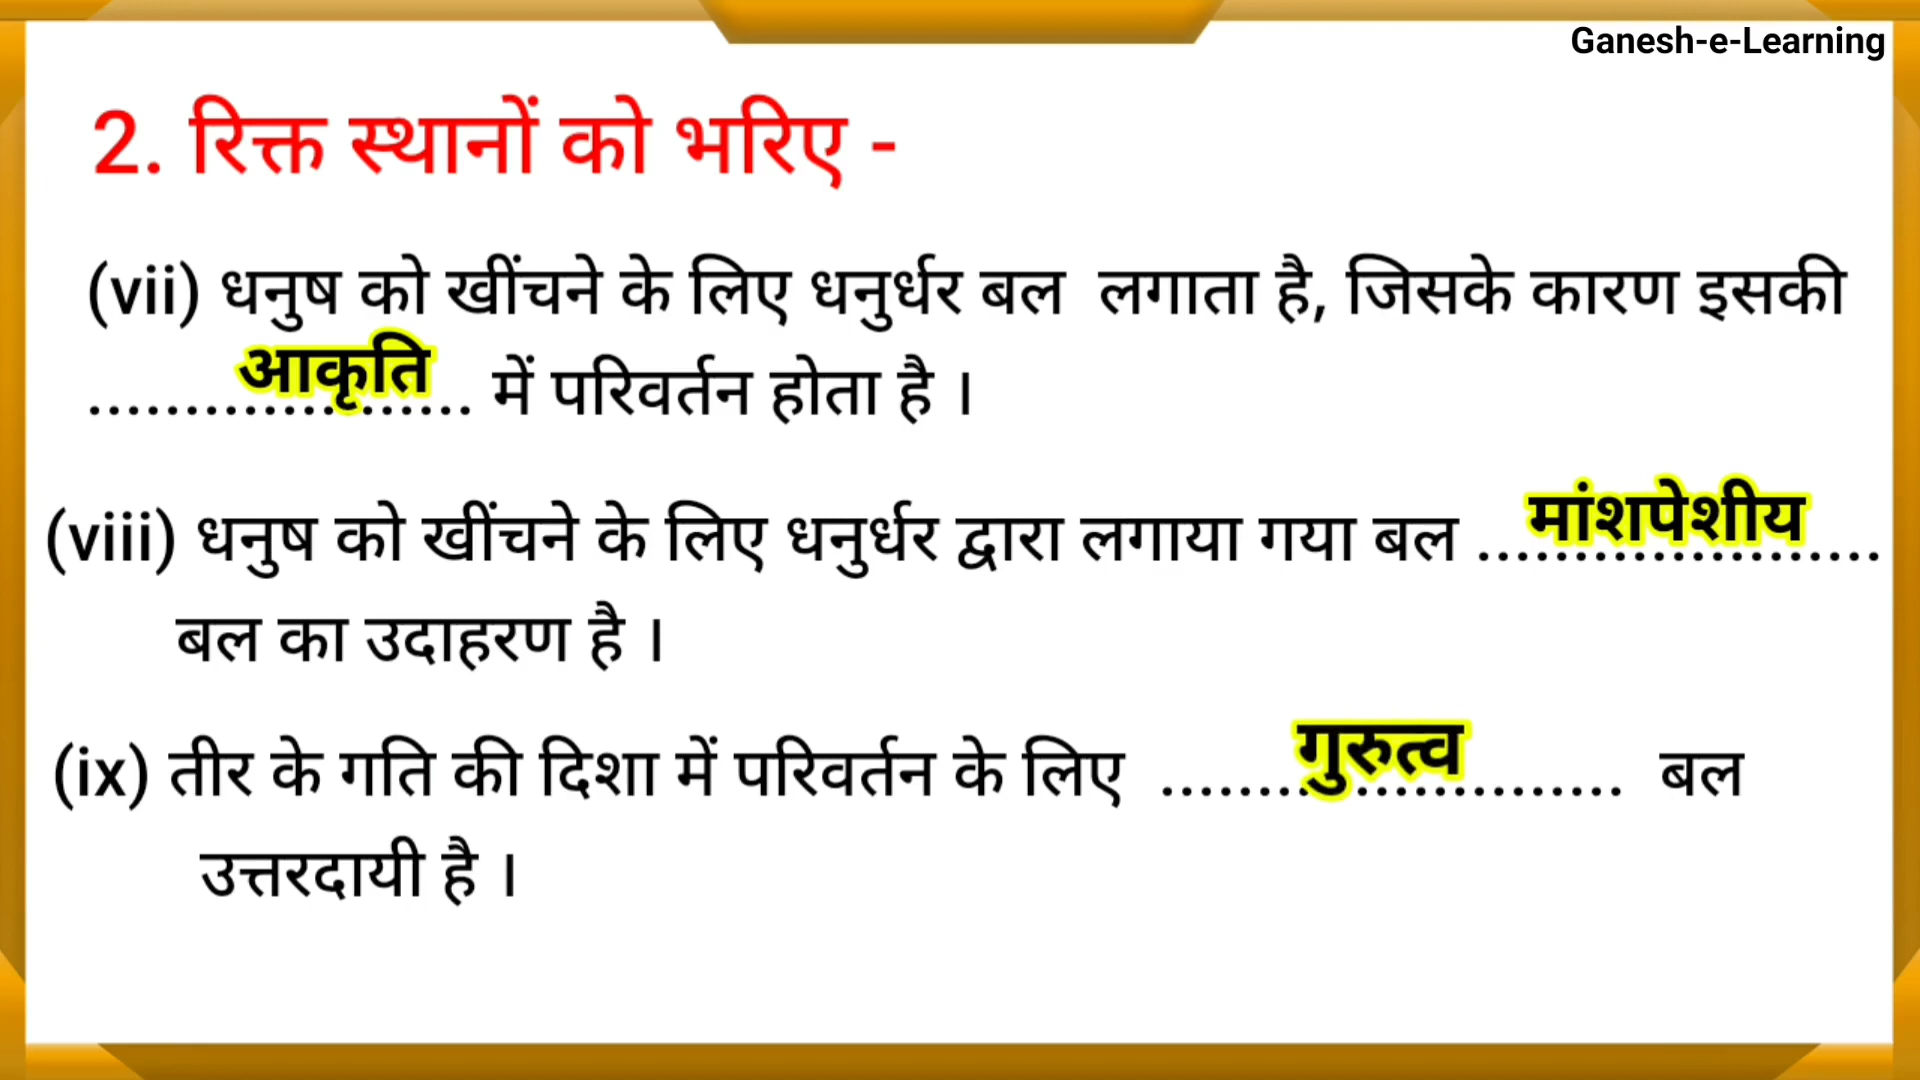 Ganesh-e-Learning
2. रिक्त स्थानों को भरिए -
(vii) धनुष को खींचने के लिए धनुर्धर बल लगाता है, जिसके कारण इसकी
.........आकृति......... में परिवर्तन होता है ।
(viii) धनुष को खींचने के लिए धनुर्धर द्वारा लगाया गया बल ....मांशपेशीय....
बल का उदाहरण है ।
(ix) तीर के गति की दिशा में परिवर्तन के लिए ........गुरुत्व........ बल
उत्तरदायी है ।